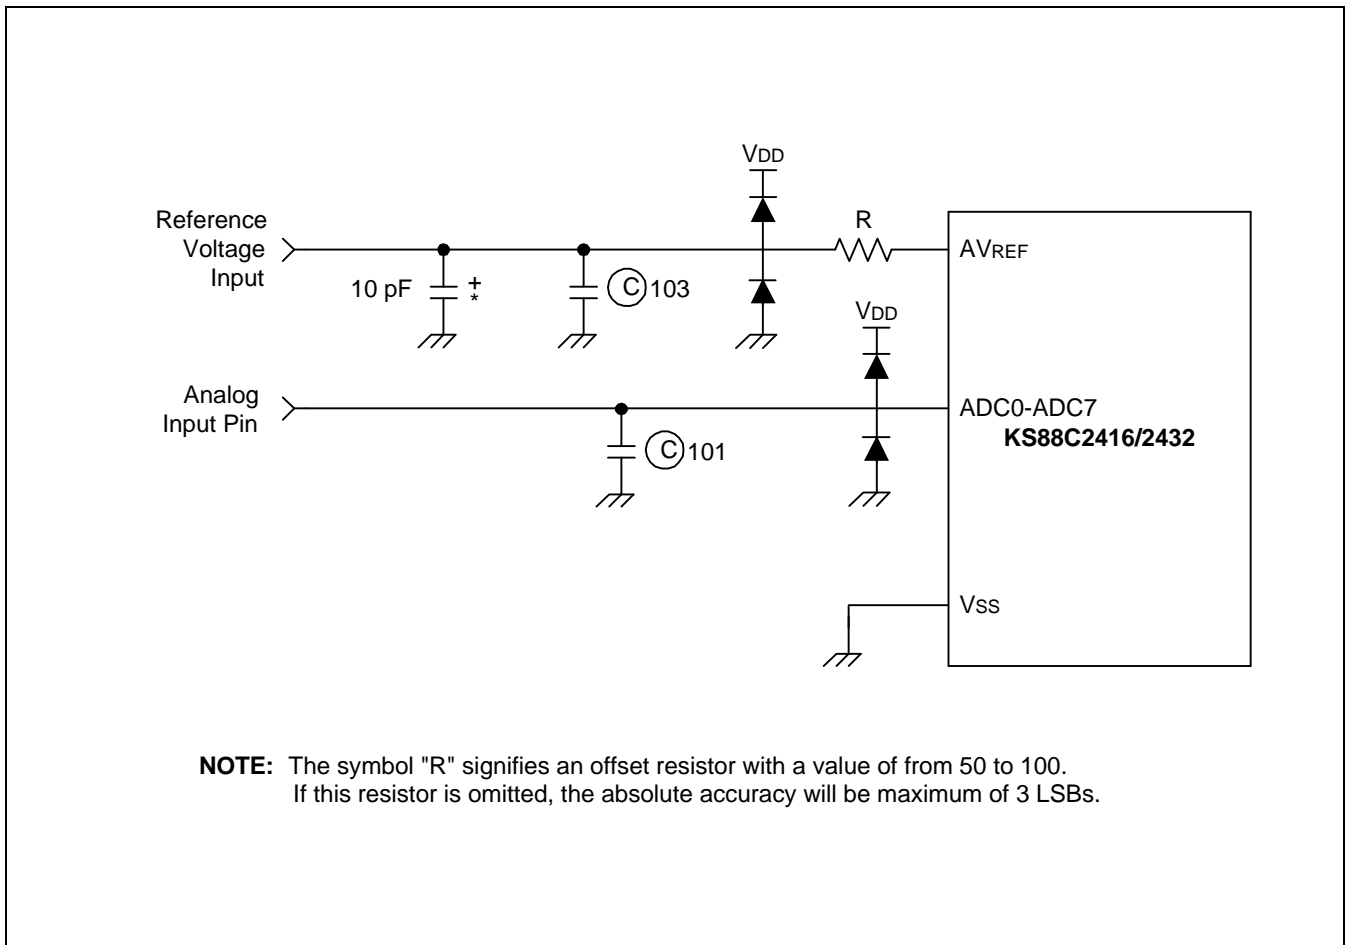 VDD
Reference
Voltage
Input
R
AVREF
10 pF
+
*
C 103
VDD
Analog
Input Pin
ADC0-ADC7
KS88C2416/2432
C 101
VSS
NOTE: The symbol "R" signifies an offset resistor with a value of from 50 to 100.
If this resistor is omitted, the absolute accuracy will be maximum of 3 LSBs.